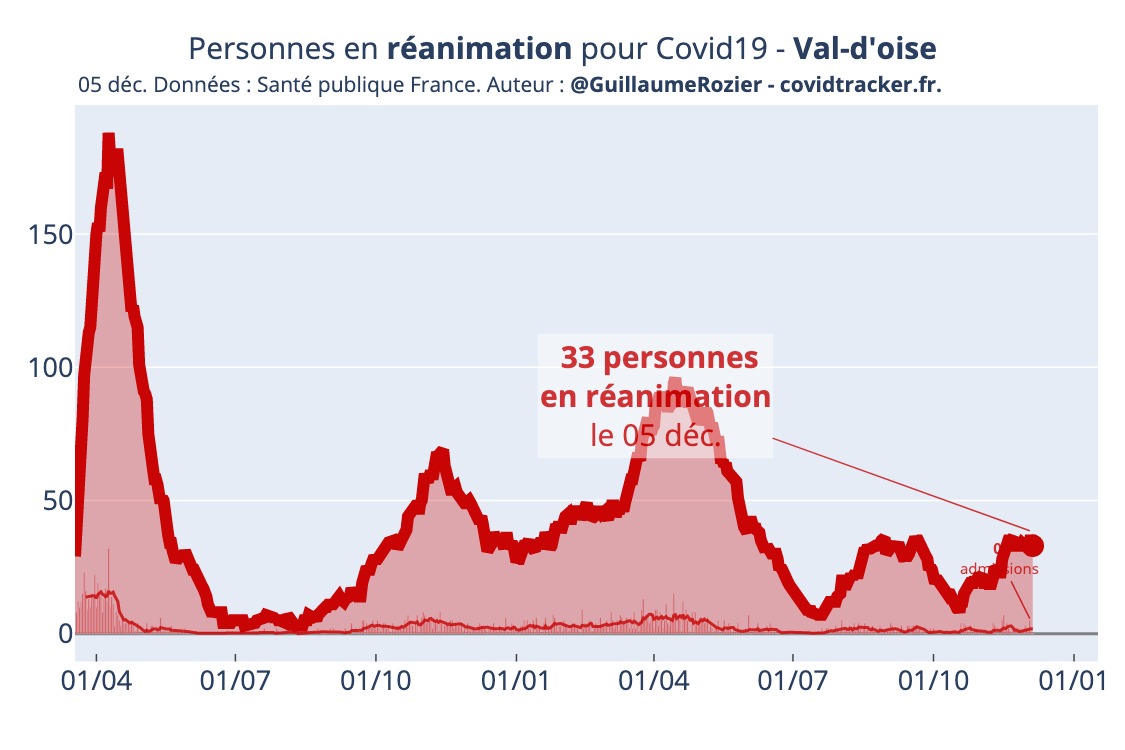 Personnes en réanimation pour Covid19 - Val-d'oise
05 déc. Données : Santé publique France. Auteur : @GuillaumeRozier - covidtracker.fr.
150
100
50
0
33 personnes
en réanimation
le 05 déc.
0
admissions
01/04
01/07
01/10
01/01
01/04
01/07
01/10
01/01